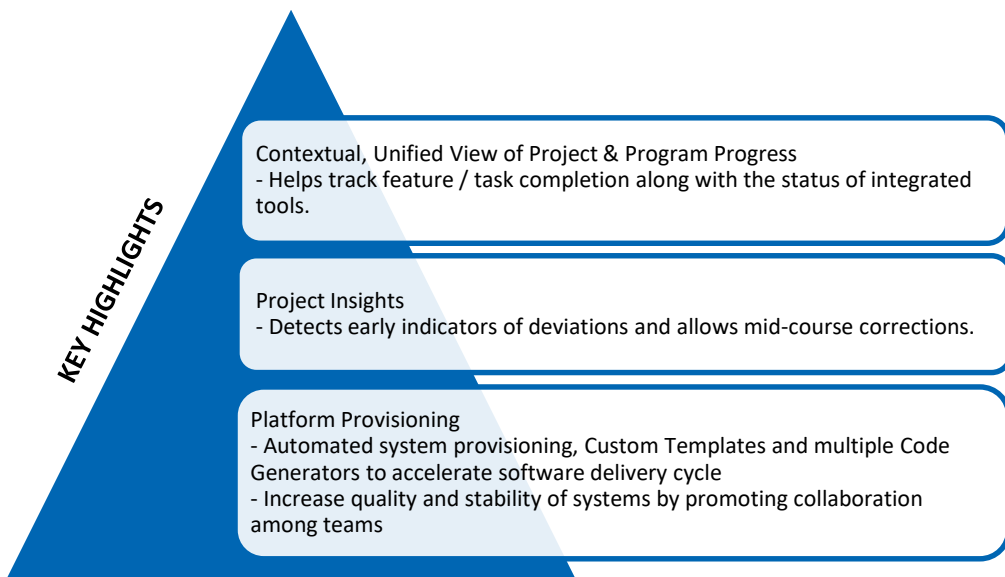 KEY HIGHLIGHTS
Contextual, Unified View of Project & Program Progress
- Helps track feature / task completion along with the status of integrated
tools.
Project Insights
- Detects early indicators of deviations and allows mid-course corrections.
Platform Provisioning
- Automated system provisioning, Custom Templates and multiple Code
Generators to accelerate software delivery cycle
- Increase quality and stability of systems by promoting collaboration
among teams